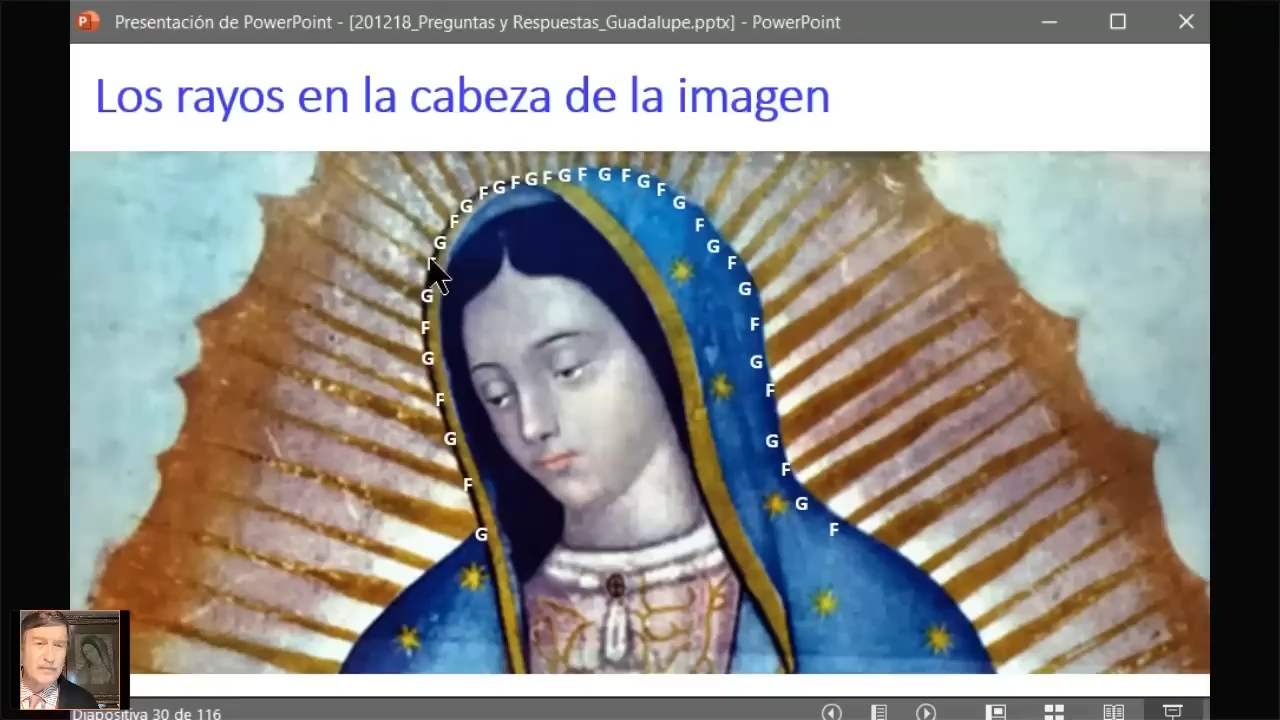 Presentación de PowerPoint - [201218_Preguntas y Respuestas_Guadalupe.pptx] - PowerPoint
Los rayos en la cabeza de la imagen
G F G F G F G G F G F G F G F G F G F G F G F G F G F G F G F G F
Diapositiva 30 de 116